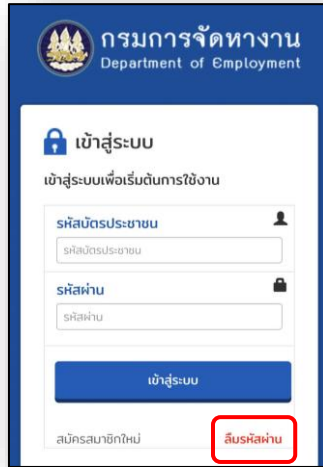 กรมการจัดหางาน
Department of Employment
เข้าสู่ระบบ
เข้าสู่ระบบเพื่อเริ่มต้นการใช้งาน
รหัสบัตรประชาชน
รหัสบัตรประชาชน
รหัสผ่าน
รหัสผ่าน
เข้าสู่ระบบ
สมัครสมาชิกใหม่ ลืมรหัสผ่าน